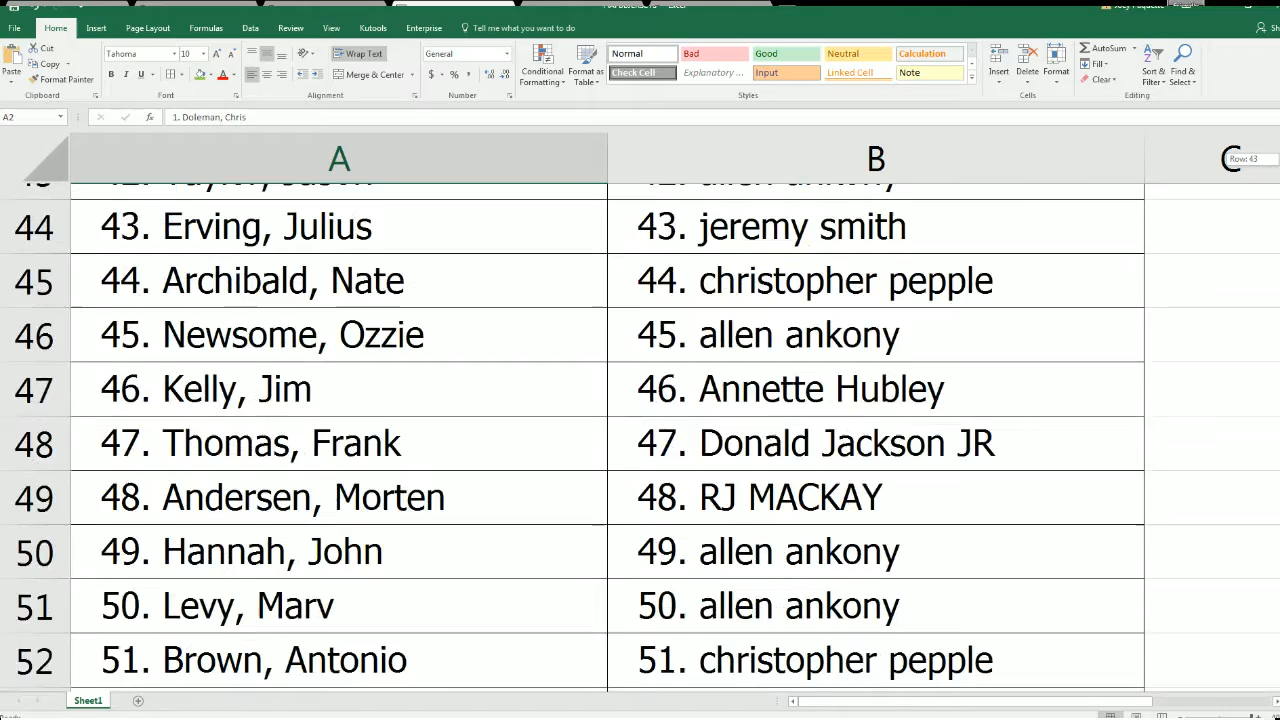 File Home Insert Page Layout Formulas Data Review View Kutools Enterprise Tell me what you want to do
Cut
Copy
Format Painter
Paste
Clipboard
Tahoma 10
B I U
Font
Wrap Text
Merge & Center
Alignment
General
$ % ,
Number
Conditional Formatting
Format as Table
Normal Bad Good Neutral Calculation
Check Cell Explanatory ... Input Linked Cell Note
Styles
Insert Delete Format
Cells
AutoSum
Fill
Clear
Sort & Filter
Find & Select
Editing
A2 fx 1. Doleman, Chris
A B C
Row: 43
44 43. Erving, Julius 43. jeremy smith
45 44. Archibald, Nate 44. christopher pepple
46 45. Newsome, Ozzie 45. allen ankony
47 46. Kelly, Jim 46. Annette Hubley
48 47. Thomas, Frank 47. Donald Jackson JR
49 48. Andersen, Morten 48. RJ MACKAY
50 49. Hannah, John 49. allen ankony
51 50. Levy, Marv 50. allen ankony
52 51. Brown, Antonio 51. christopher pepple
Sheet1